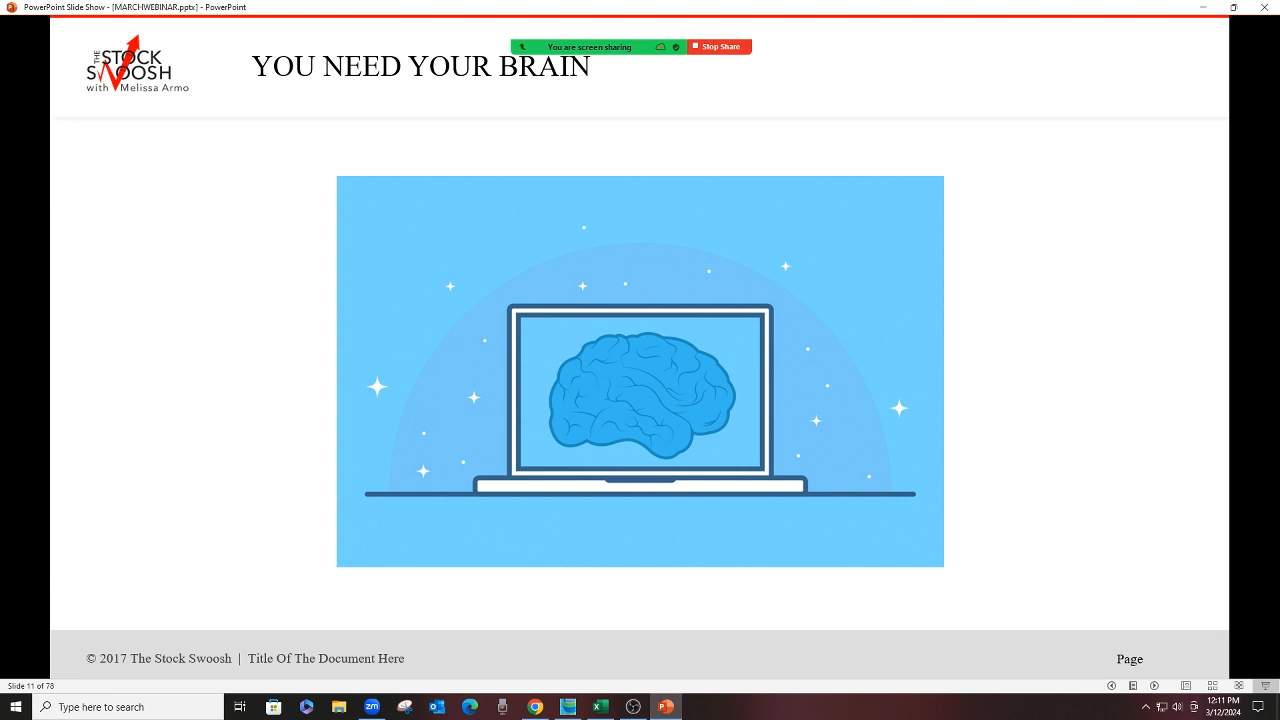 PowerPoint Slide Show - [MARCHWEBINAR.pptx] - PowerPoint
You are screen sharing
Stop Share
THE STOCK
SWOOSH
with Melissa Armo
YOU NEED YOUR BRAIN
© 2017 The Stock Swoosh | Title Of The Document Here
Page
Slide 11 of 78
Type here to search
zm
12:11 PM
3/12/2024